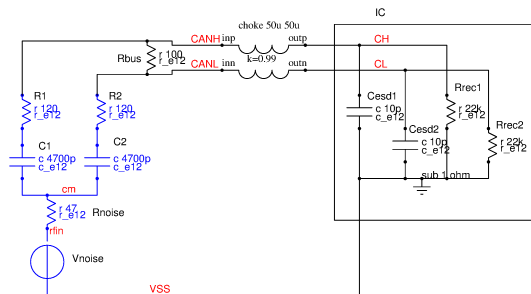 choke 50u 50u
IC
CANH inp outp CH
r 100
r_e12
Rbus
k=0.99
CANL inn outn CL
R1
r 120
r_e12
R2
r 120
r_e12
Cesd1
c 10p
c_e12
Rrec1
r 22k
r_e12
Rrec2
r 22k
r_e12
Cesd2
c 10p
c_e12
C1
c 4700p
c_e12
C2
c 4700p
c_e12
sub 1 ohm
cm
r 47
r_e12
Rnoise
rfin
Vnoise
VSS